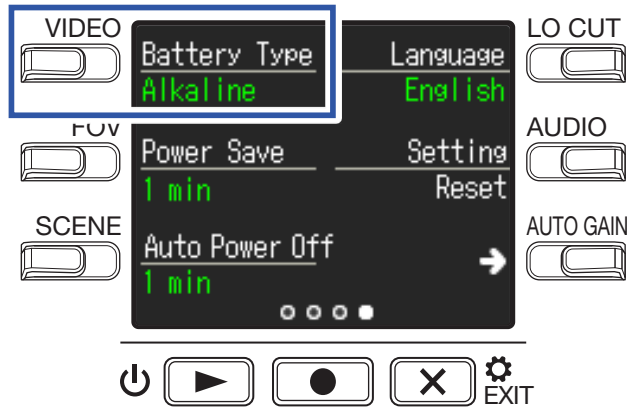 VIDEO
LO CUT
Battery Type
Language
Alkaline
English
FOV
AUDIO
Power Save
Setting
1 min
Reset
SCENE
AUTO GAIN
Auto Power Off
1 min
EXIT